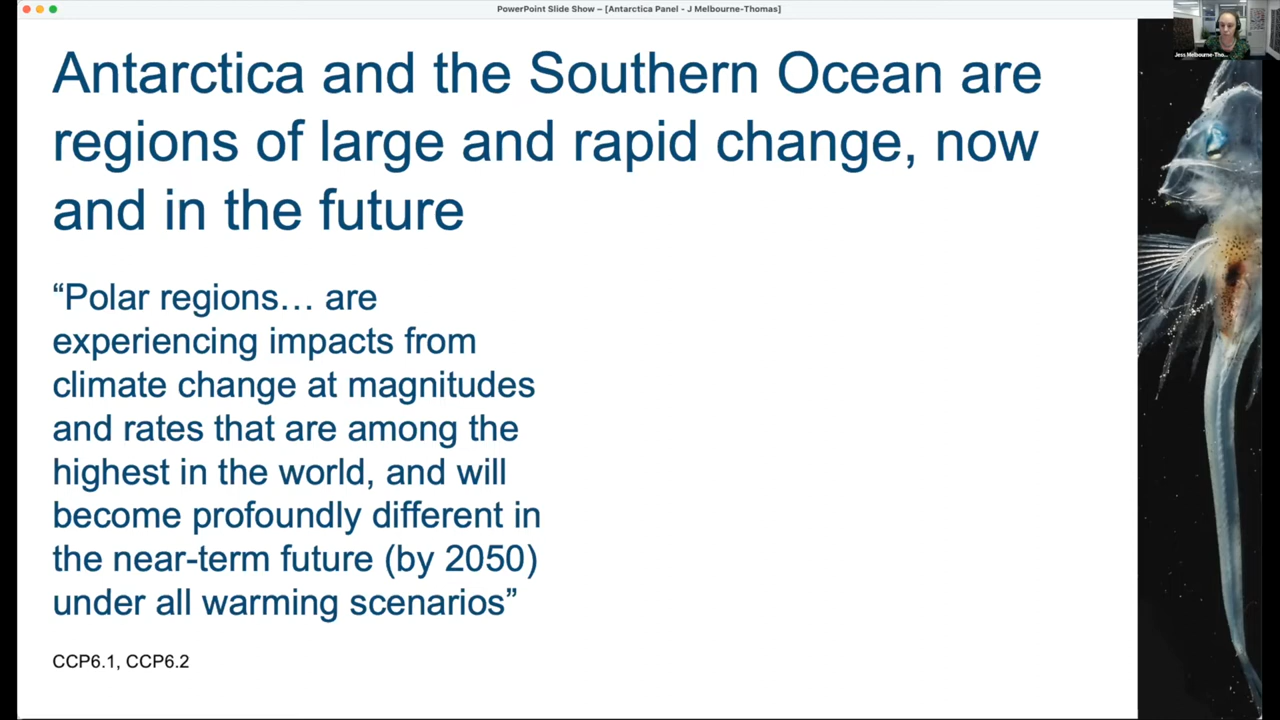 PowerPoint Slide Show – [Antarctica Panel - J Melbourne-Thomas]
Jess Melbourne-Tho...
Antarctica and the Southern Ocean are
regions of large and rapid change, now
and in the future
“Polar regions… are
experiencing impacts from
climate change at magnitudes
and rates that are among the
highest in the world, and will
become profoundly different in
the near-term future (by 2050)
under all warming scenarios”
CCP6.1, CCP6.2